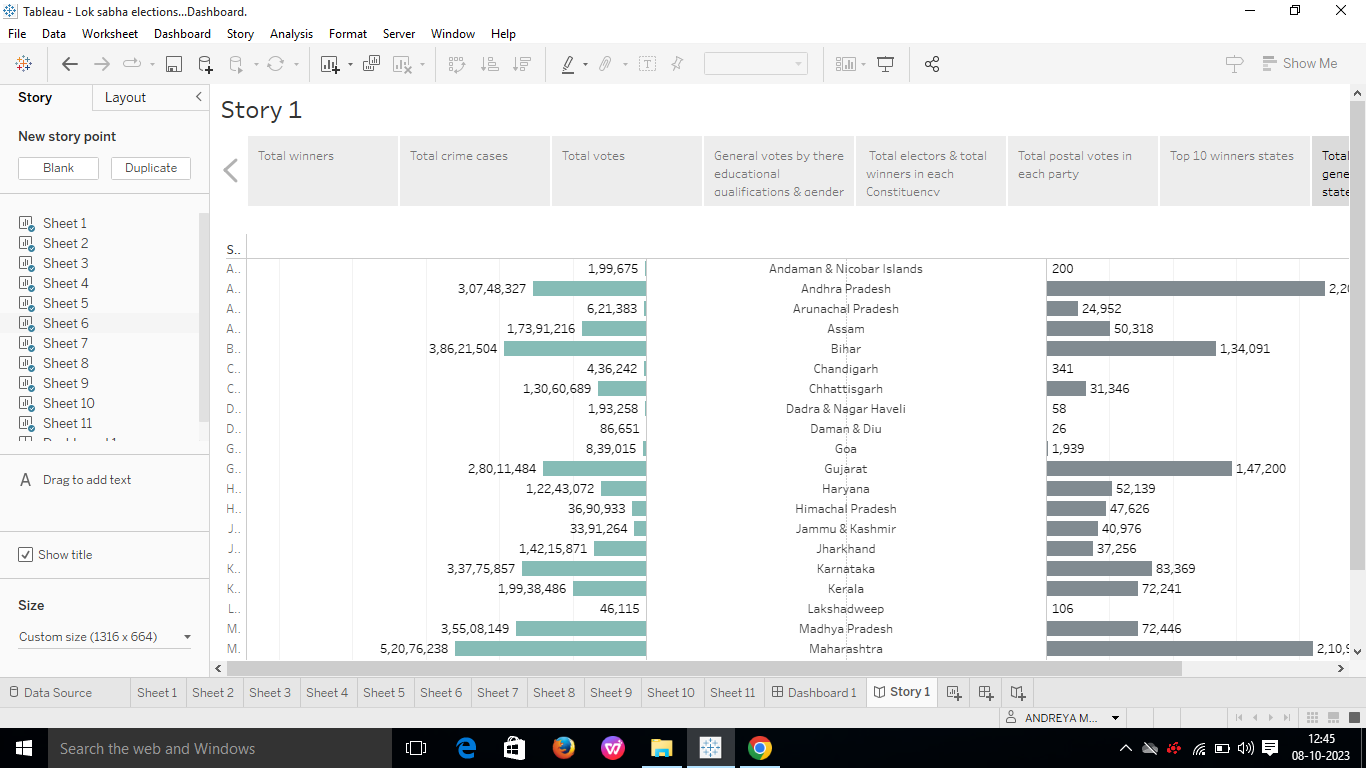 Tableau - Lok sabha elections...Dashboard.
File Data Worksheet Dashboard Story Analysis Format Server Window Help
Show Me
Story Layout
New story point
Blank Duplicate
Sheet 1
Sheet 2
Sheet 3
Sheet 4
Sheet 5
Sheet 6
Sheet 7
Sheet 8
Sheet 9
Sheet 10
Sheet 11
A Drag to add text
Show title
Size
Custom size (1316 x 664)
Story 1
Total winners
Total crime cases
Total votes
General votes by there
educational
qualifications & gender
Total electors & total
winners in each
Constituency
Total postal votes in
each party
Top 10 winners states
Total
gene
state
S..
A.. 1,99,675 Andaman & Nicobar Islands 200
A.. 3,07,48,327 Andhra Pradesh 2,20
A.. 6,21,383 Arunachal Pradesh 24,952
A.. 1,73,91,216 Assam 50,318
B.. 3,86,21,504 Bihar 1,34,091
C.. 4,36,242 Chandigarh 341
C.. 1,30,60,689 Chhattisgarh 31,346
D.. 1,93,258 Dadra & Nagar Haveli 58
D.. 86,651 Daman & Diu 26
G.. 8,39,015 Goa 1,939
G.. 2,80,11,484 Gujarat 1,47,200
H.. 1,22,43,072 Haryana 52,139
H.. 36,90,933 Himachal Pradesh 47,626
J.. 33,91,264 Jammu & Kashmir 40,976
J.. 1,42,15,871 Jharkhand 37,256
K.. 3,37,75,857 Karnataka 83,369
K.. 1,99,38,486 Kerala 72,241
L.. 46,115 Lakshadweep 106
M. 3,55,08,149 Madhya Pradesh 72,446
M. 5,20,76,238 Maharashtra 2,10,9
Data Source Sheet 1 Sheet 2 Sheet 3 Sheet 4 Sheet 5 Sheet 6 Sheet 7 Sheet 8 Sheet 9 Sheet 10 Sheet 11 Dashboard 1 Story 1
ANDREYA M...
Search the web and Windows
12:45
08-10-2023